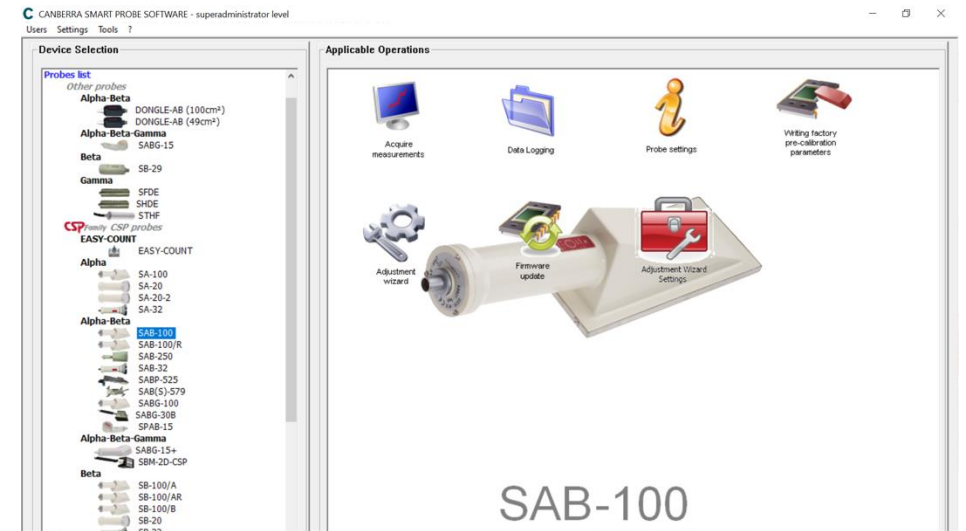 CANBERRA SMART PROBE SOFTWARE - superadministrator level
Users Settings Tools ?
Device Selection
Probes list
Other probes
Alpha-Beta
DONGLE-AB (100cm²)
DONGLE-AB (49cm²)
Alpha-Beta-Gamma
SABG-15
Beta
SB-29
Gamma
SFDE
SHDE
STHF
CSP Family CSP probes
EASY-COUNT
EASY-COUNT
Alpha
SA-100
SA-20
SA-20-2
SA-32
Alpha-Beta
SAB-100
SAB-100/R
SAB-250
SAB-32
SABP-525
SAB(S)-579
SABG-100
SABG-30B
SPAB-15
Alpha-Beta-Gamma
SABG-15+
SBM-2D-CSP
Beta
SB-100/A
SB-100/AR
SB-100/B
SB-20
Applicable Operations
Acquire
measurements
Data Logging
Probe settings
Writing factory
pre-calibration
parameters
Adjustment
wizard
Firmware
update
Adjustment Wizard
Settings
SAB-100